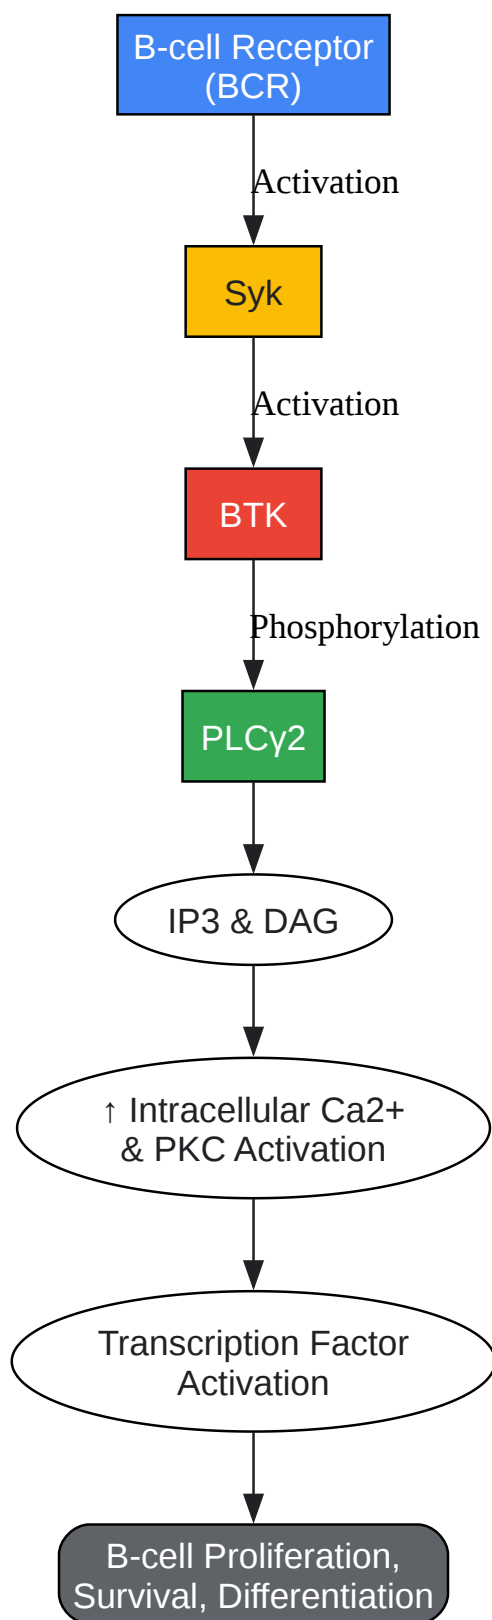 B-cell Receptor
(BCR)
Activation
Syk
Activation
BTK
Phosphorylation
PLCγ2
IP3 & DAG
↑ Intracellular Ca2+
& PKC Activation
Transcription Factor
Activation
B-cell Proliferation,
Survival, Differentiation